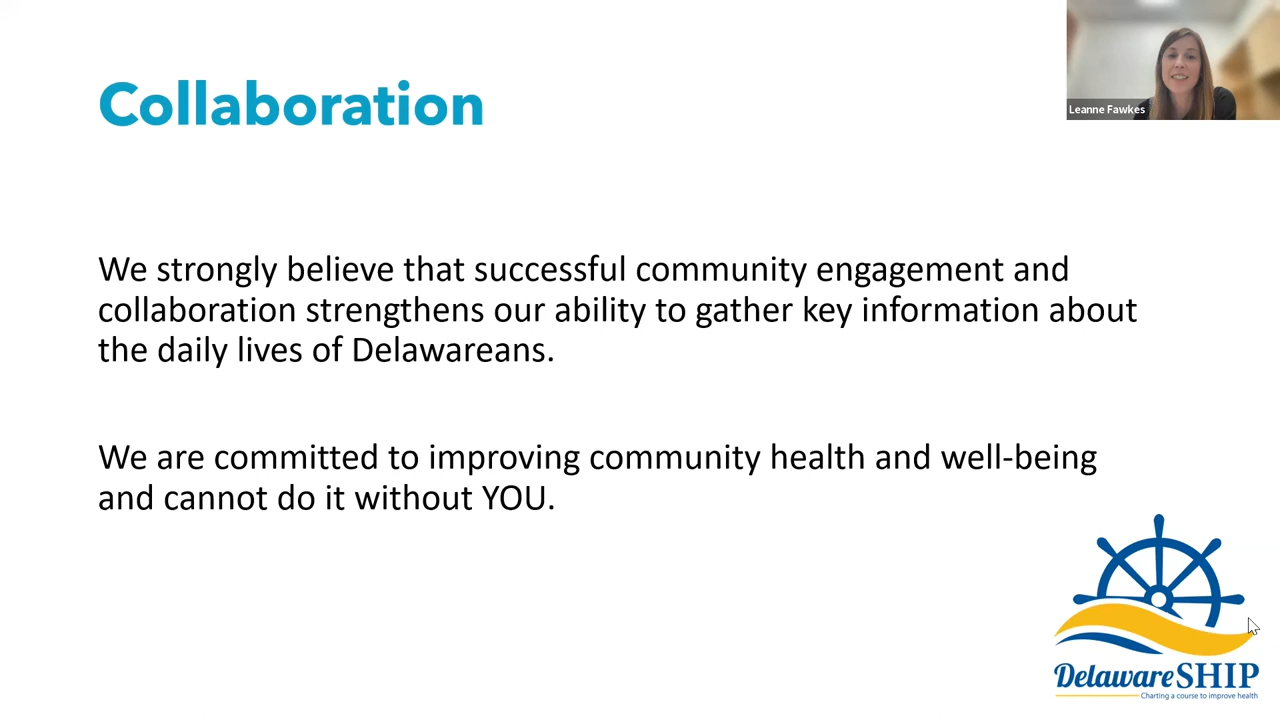 Leanne Fawkes
Collaboration
We strongly believe that successful community engagement and
collaboration strengthens our ability to gather key information about
the daily lives of Delawareans.
We are committed to improving community health and well-being
and cannot do it without YOU.
DelawareSHIP
Charting a course to improve health